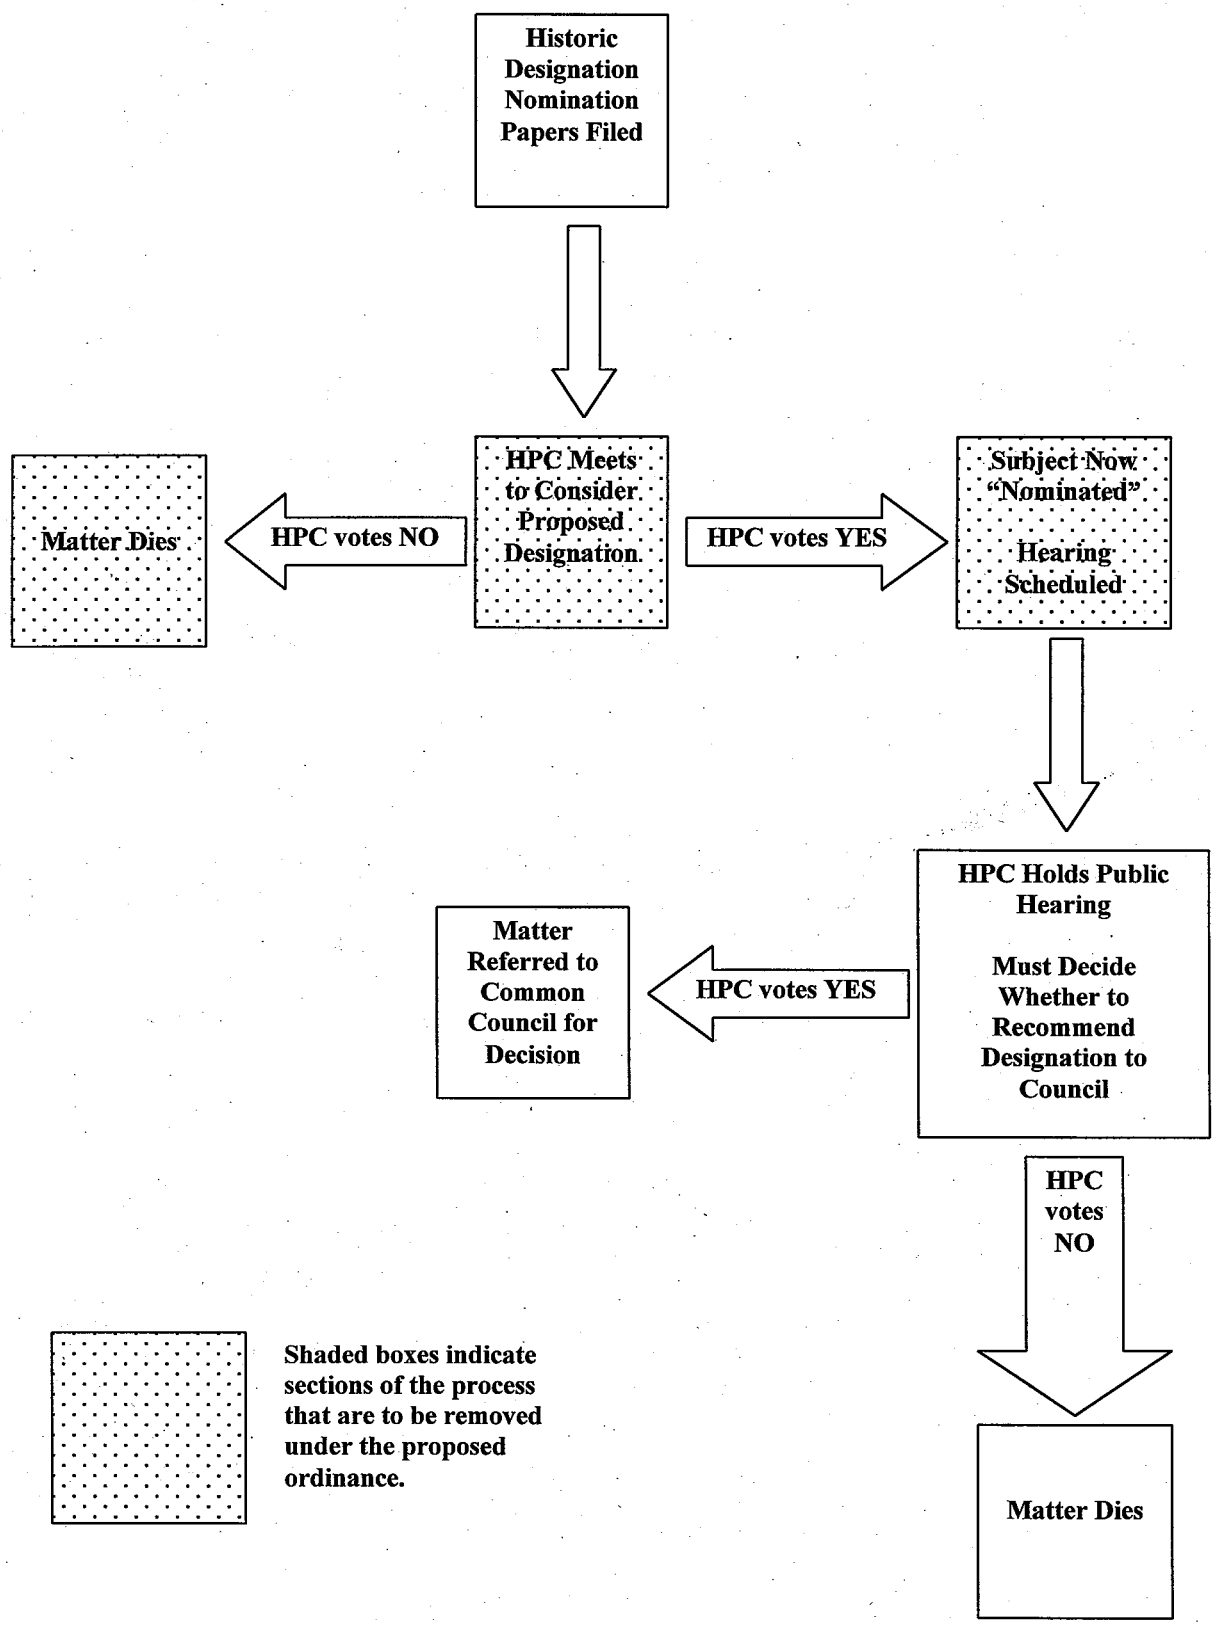 Historic
Designation
Nomination
Papers Filed
Matter Dies
HPC votes NO
HPC Meets
to Consider
Proposed
Designation
HPC votes YES
Subject Now
“Nominated”
Hearing
Scheduled
HPC Holds Public
Hearing
Must Decide
Whether to
Recommend
Designation to
Council
HPC votes YES
Matter
Referred to
Common
Council for
Decision
HPC
votes
NO
Matter Dies
Shaded boxes indicate
sections of the process
that are to be removed
under the proposed
ordinance.